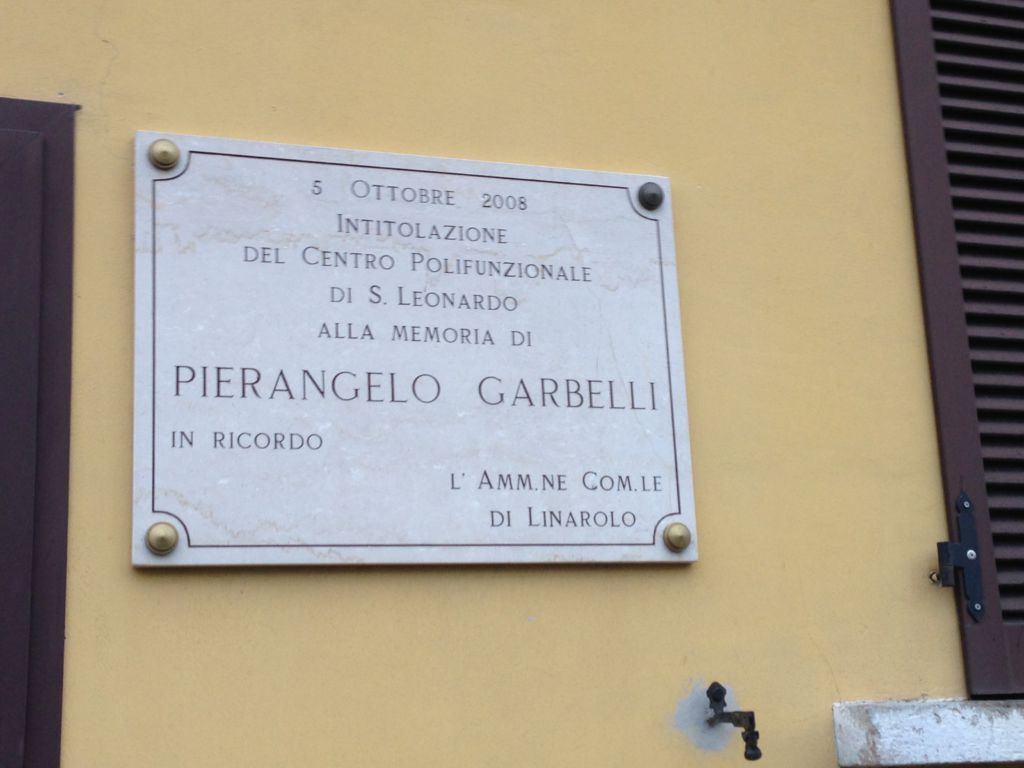 5 Ottobre 2008
Intitolazione
del Centro Polifunzionale
di S. Leonardo
alla memoria di
PIERANGELO GARBELLI
in ricordo
l' Amm.ne Com.le
di Linarolo